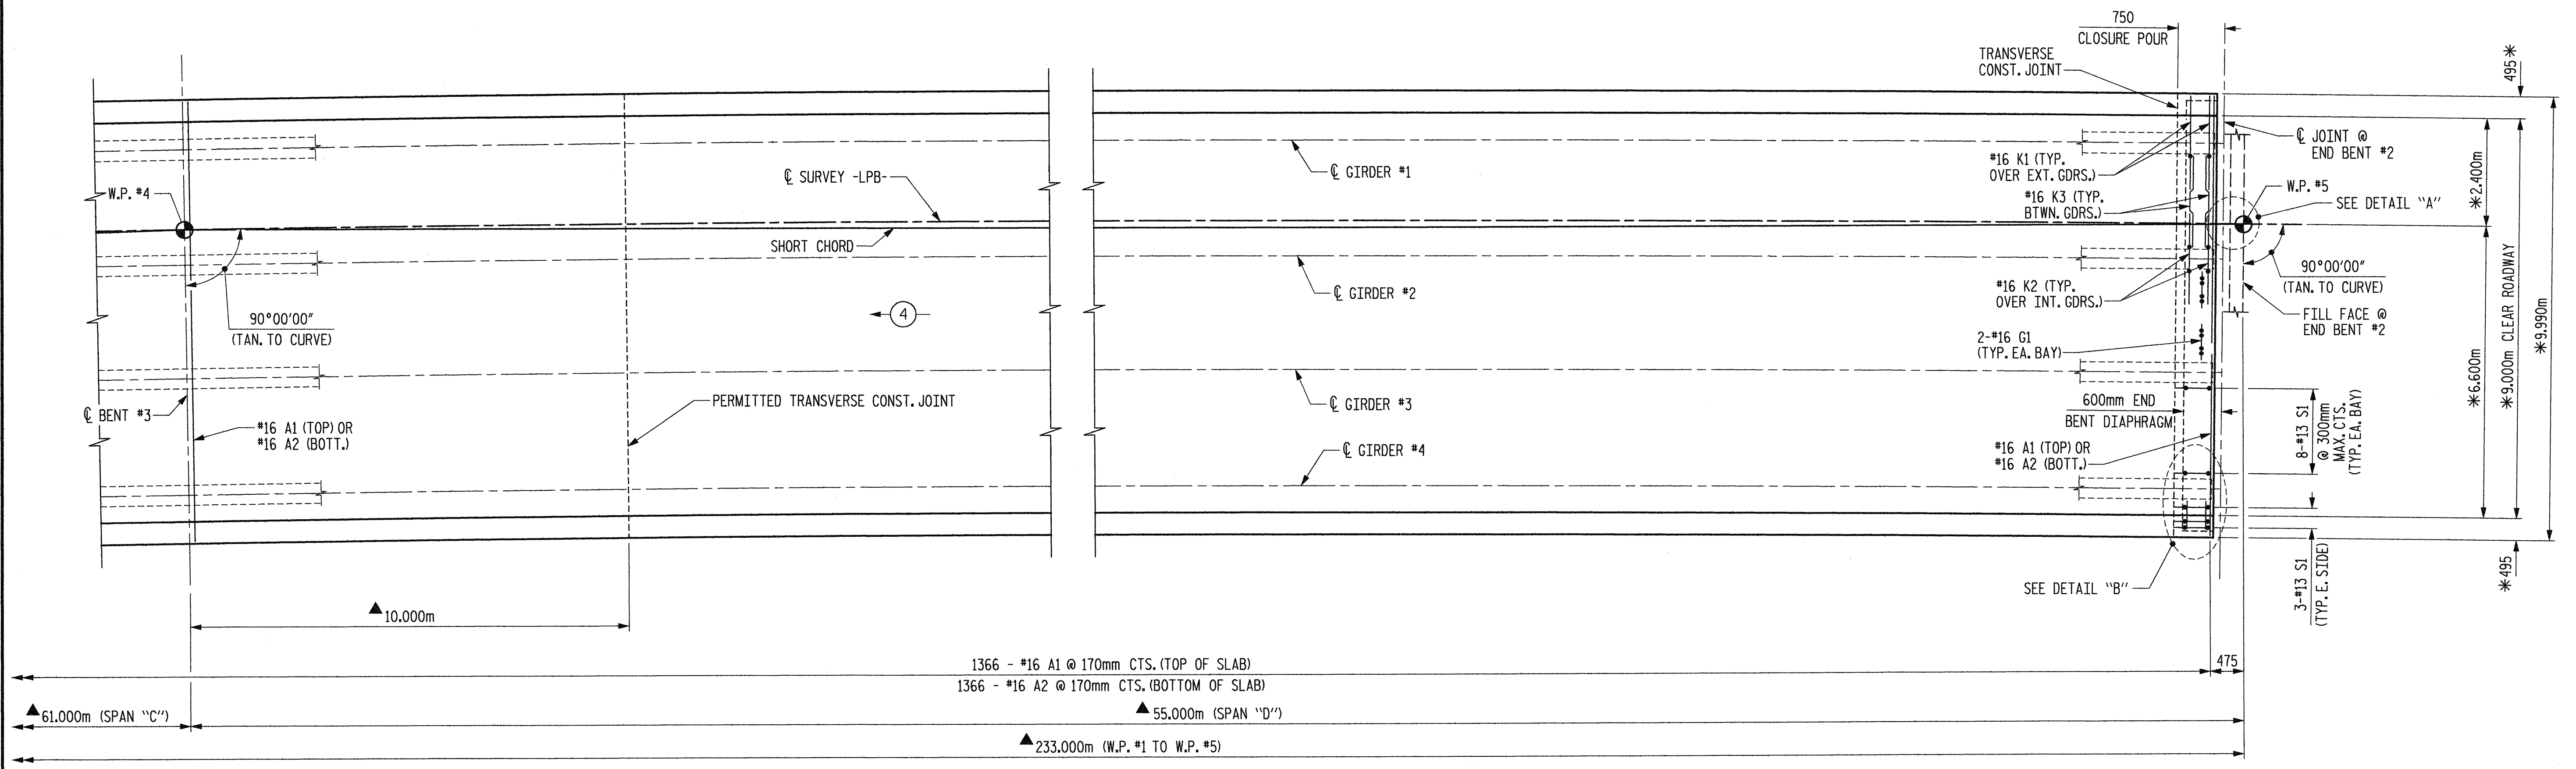 750
CLOSURE POUR
TRANSVERSE
CONST. JOINT
495*
℄ JOINT @
END BENT #2
#16 K1 (TYP.
OVER EXT. GDRS.)
℄ GIRDER #1
℄ SURVEY -LPB-
W.P. #4
#16 K3 (TYP.
BTWN. GDRS.)
W.P. #5
SEE DETAIL "A"
*2.400m
SHORT CHORD
90°00'00"
(TAN. TO CURVE)
℄ GIRDER #2
#16 K2 (TYP.
OVER INT. GDRS.)
90°00'00"
(TAN. TO CURVE)
4
FILL FACE @
END BENT #2
2-#16 G1
(TYP. EA. BAY)
*6.600m
*9.000m CLEAR ROADWAY
*9.990m
℄ BENT #3
#16 A1 (TOP) OR
#16 A2 (BOTT.)
PERMITTED TRANSVERSE CONST. JOINT
℄ GIRDER #3
600mm END
BENT DIAPHRAGM
8-#13 S1
@ 300mm
MAX. CTS.
(TYP. EA. BAY)
℄ GIRDER #4
#16 A1 (TOP) OR
#16 A2 (BOTT.)
SEE DETAIL "B"
3-#13 S1
(TYP. E. SIDE)
*495
▲10.000m
1366 - #16 A1 @ 170mm CTS. (TOP OF SLAB)
475
1366 - #16 A2 @ 170mm CTS. (BOTTOM OF SLAB)
▲61.000m (SPAN "C")
▲55.000m (SPAN "D")
▲233.000m (W.P. #1 TO W.P. #5)